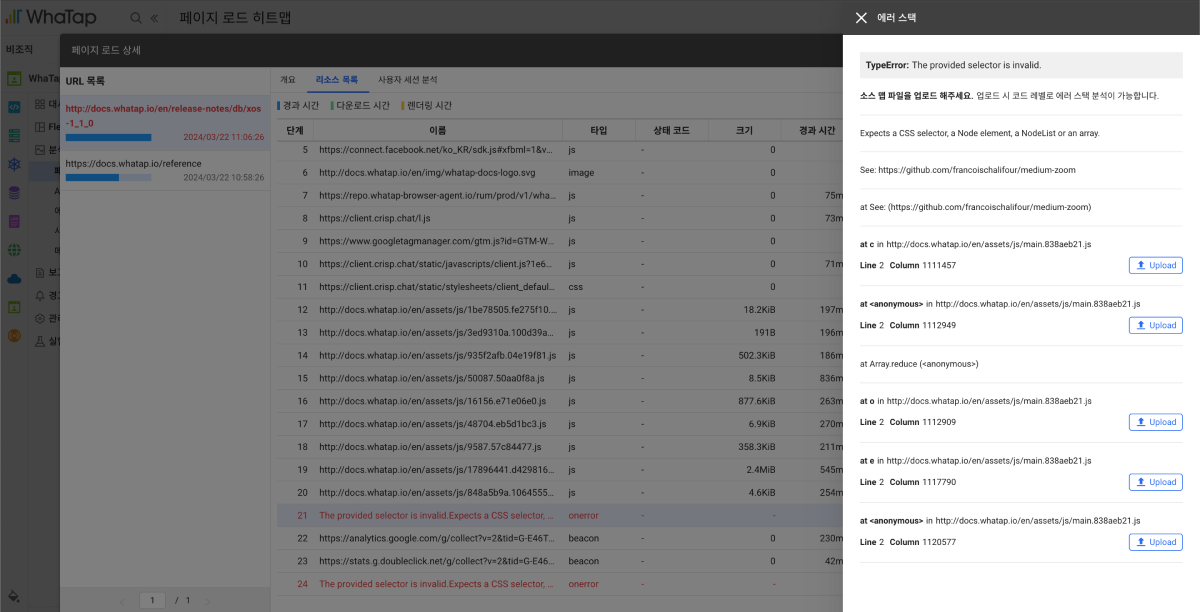 WhaTap
페이지 로드 히트맵
비조직
페이지 로드 상세
URL 목록
http://docs.whatap.io/en/release-notes/db/xos
-1_1_0
2024/03/22 11:06:26
https://docs.whatap.io/reference
2024/03/22 10:58:26
1 / 1
개요 리소스 목록 사용자 세션 분석
경과 시간 다운로드 시간 렌더링 시간
단계 이름 타입 상태 코드 크기 경과 시간
5 https://connect.facebook.net/ko_KR/sdk.js#xfbml=1&v... js - 0
6 http://docs.whatap.io/en/img/whatap-docs-logo.svg image - 0
7 https://repo.whatap-browser-agent.io/rum/prod/v1/wha... js - 0 75m
8 https://client.crisp.chat/l.js js - 0 73m
9 https://www.googletagmanager.com/gtm.js?id=GTM-W... js - 0
10 https://client.crisp.chat/static/javascripts/client.js?1e6... js - 0 71m
11 https://client.crisp.chat/static/stylesheets/client_defaul... css - 0
12 http://docs.whatap.io/en/assets/js/1be78505.fe275f10.... js - 18.2KiB 197m
13 http://docs.whatap.io/en/assets/js/3ed9310a.100d39a... js - 191B 196m
14 http://docs.whatap.io/en/assets/js/935f2afb.04e19f81.js js - 502.3KiB 186m
15 http://docs.whatap.io/en/assets/js/50087.50aa0f8a.js js - 8.5KiB 836m
16 http://docs.whatap.io/en/assets/js/16156.e71e06e0.js js - 877.6KiB 263m
17 http://docs.whatap.io/en/assets/js/48704.eb5d1bc3.js js - 6.9KiB 270m
18 http://docs.whatap.io/en/assets/js/9587.57c84477.js js - 358.3KiB 211m
19 http://docs.whatap.io/en/assets/js/17896441.d429816... js - 2.4MiB 545m
20 http://docs.whatap.io/en/assets/js/848a5b9a.1064555... js - 4.6KiB 254m
21 The provided selector is invalid.Expects a CSS selector, ... onerror - -
22 https://analytics.google.com/g/collect?v=2&tid=G-E46T... beacon - 0 230m
23 https://stats.g.doubleclick.net/g/collect?v=2&tid=G-E46... beacon - 0 42m
24 The provided selector is invalid.Expects a CSS selector, ... onerror - -
에러 스택
TypeError: The provided selector is invalid.
소스 맵 파일을 업로드 해주세요. 업로드 시 코드 레벨로 에러 스택 분석이 가능합니다.
Expects a CSS selector, a Node element, a NodeList or an array.
See: https://github.com/francoischalifour/medium-zoom
at See: (https://github.com/francoischalifour/medium-zoom)
at c in http://docs.whatap.io/en/assets/js/main.838aeb21.js
Line 2 Column 1111457 Upload
at <anonymous> in http://docs.whatap.io/en/assets/js/main.838aeb21.js
Line 2 Column 1112949 Upload
at Array.reduce (<anonymous>)
at o in http://docs.whatap.io/en/assets/js/main.838aeb21.js
Line 2 Column 1112909 Upload
at e in http://docs.whatap.io/en/assets/js/main.838aeb21.js
Line 2 Column 1117790 Upload
at <anonymous> in http://docs.whatap.io/en/assets/js/main.838aeb21.js
Line 2 Column 1120577 Upload